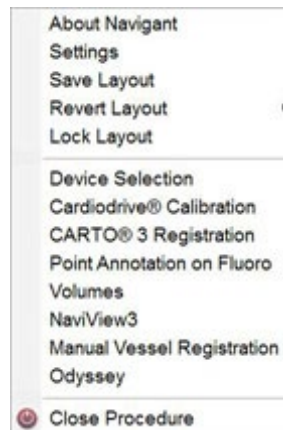 About Navigant
Settings
Save Layout
Revert Layout
Lock Layout
Device Selection
Cardiodrive® Calibration
CARTO® 3 Registration
Point Annotation on Fluoro
Volumes
NaviView3
Manual Vessel Registration
Odyssey
Close Procedure